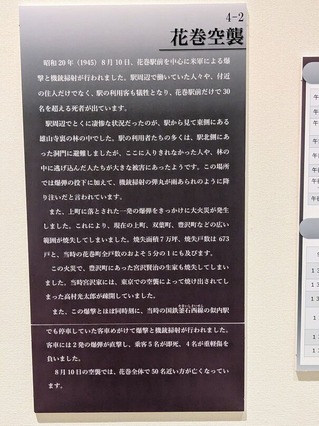 4-2
花巻空襲
昭和20年（1945）8月10日、花巻駅前を中心に米軍による爆
撃と機銃掃射が行われました。駅周辺で働いていた人々や、付近
の住人だけでなく、駅の利用客も犠牲となり、花巻駅前だけで30
名を超える死者が出ています。
駅周辺でとくに凄惨な状況だったのが、駅から見て東側にある
雄山寺裏の林の中でした。駅の利用者たちの多くは、駅北側にあ
った洞門に避難しましたが、ここに入りきれなかった人や、林の
中に逃げ込んだ人たちが大きな被害にあったようです。この場所
では爆弾の投下に加えて、機銃掃射の弾丸が雨あられのように降
り注いだと言われています。
また、上町に落とされた一発の爆弾をきっかけに大火災が発生
しました。これにより、現在の上町、双葉町、豊沢町などの広い
範囲が焼失してしまいました。焼失面積7万坪、焼失戸数は673
戸と、当時の花巻町全戸数のおよそ5分の1にも及びます。
この火災で、豊沢町にあった宮沢賢治の生家も焼失してしまい
ました。当時宮沢家には、東京での空襲によって焼け出されてし
まった高村光太郎が疎開していました。
また、この爆撃とほぼ同時刻に、当時の国鉄釜石西線の似内駅
でも停車していた客車めがけて爆撃と機銃掃射が行われました。
客車には2発の爆弾が直撃し、乗客5名が即死、4名が重軽傷を
負いました。
8月10日の空襲では、花巻全体で50名近い方が亡くなってい
ます。